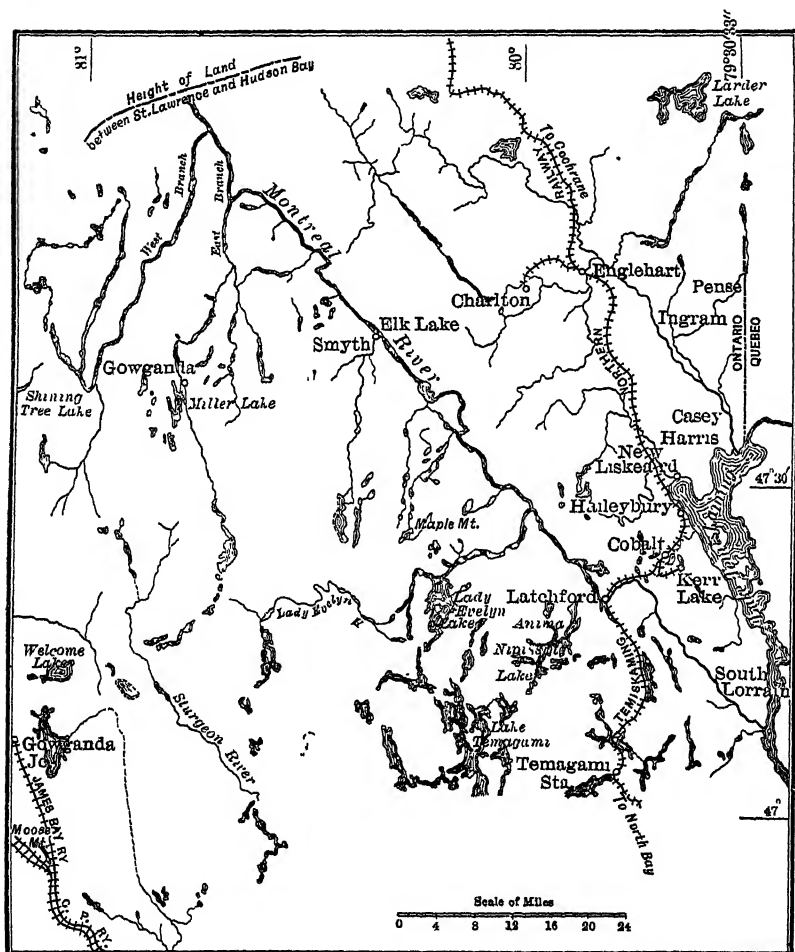 81°
80°
79°30'33"
Height of Land
between St. Lawrence and Hudson Bay
Larder
Lake
To Cochrane
RAILWAY
West Branch
East Branch
Montreal
River
Englehart
Charlton
Pense
Ingram
ONTARIO
QUEBEC
Elk Lake
Smyth
NORTHERN
Gowganda
Miller Lake
Shining
Tree Lake
Casey
Harris
New
Liskeard
47°30'
Haileybury
Maple Mt.
Cobalt
Kerr
Lake
Latchford
Lady Evelyn R.
Lady
Evelyn
Lake
Anima
Nipissing
Lake
TEMISKAMING
Welcome
Lake
South
Lorrain
Sturgeon River
Lake
Temagami
Gowganda
Jc.
Temagami
Sta.
47°
To North Bay
JAMES BAY RY
Moose
Mt.
C. P. RY.
Scale of Miles
0 4 8 12 16 20 24